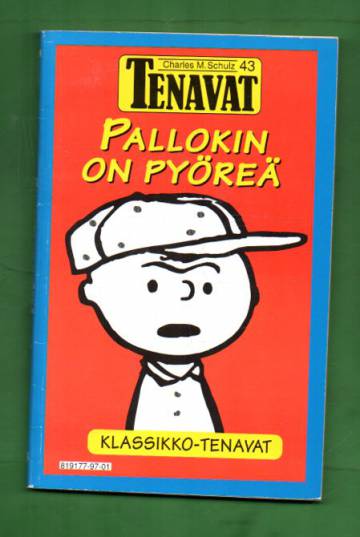 Charles M. Schulz 43
TENAVAT
PALLOKIN
ON PYÖREÄ
KLASSIKKO-TENAVAT
819177-97-01